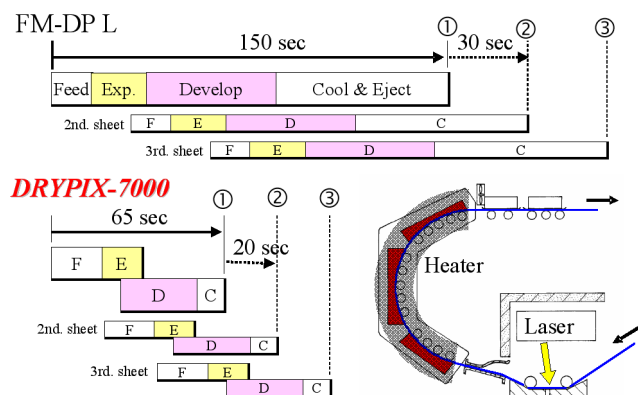 FM-DP L
① ② ③
150 sec 30 sec
Feed Exp. Develop Cool & Eject
2nd. sheet F E D C
3rd. sheet F E D C
DRYPIX-7000
① ② ③
65 sec
20 sec
F E
D C
2nd. sheet F E
D C
3rd. sheet F E
D C
Heater
Laser